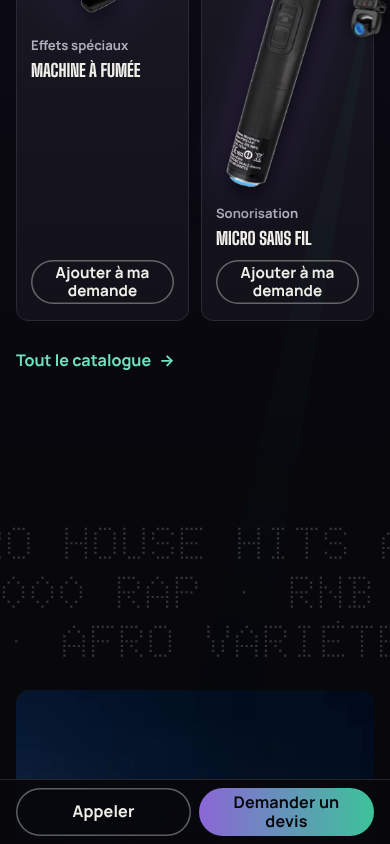 Effets spéciaux
MACHINE À FUMÉE
Sonorisation
MICRO SANS FIL
Ajouter à ma
demande
Ajouter à ma
demande
Tout le catalogue →
HOUSE HITS
RAP · RNB
· AFRO VARIÉTÉ
Appeler
Demander un
devis